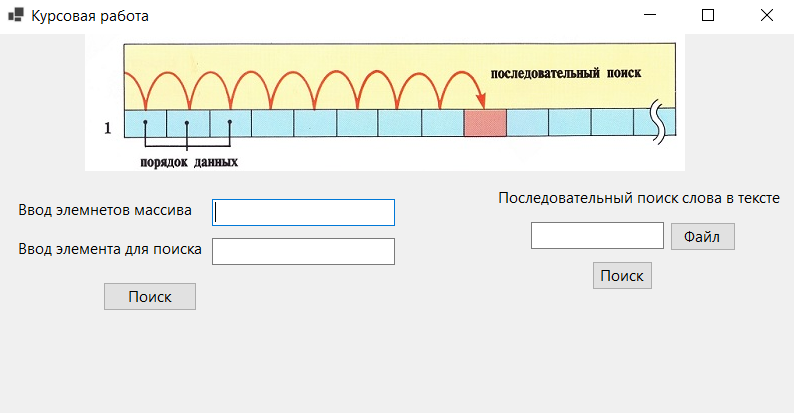 Курсовая работа
последовательный поиск
1
порядок данных
Ввод элемнетов массива
Ввод элемента для поиска
Поиск
Последовательный поиск слова в тексте
Файл
Поиск